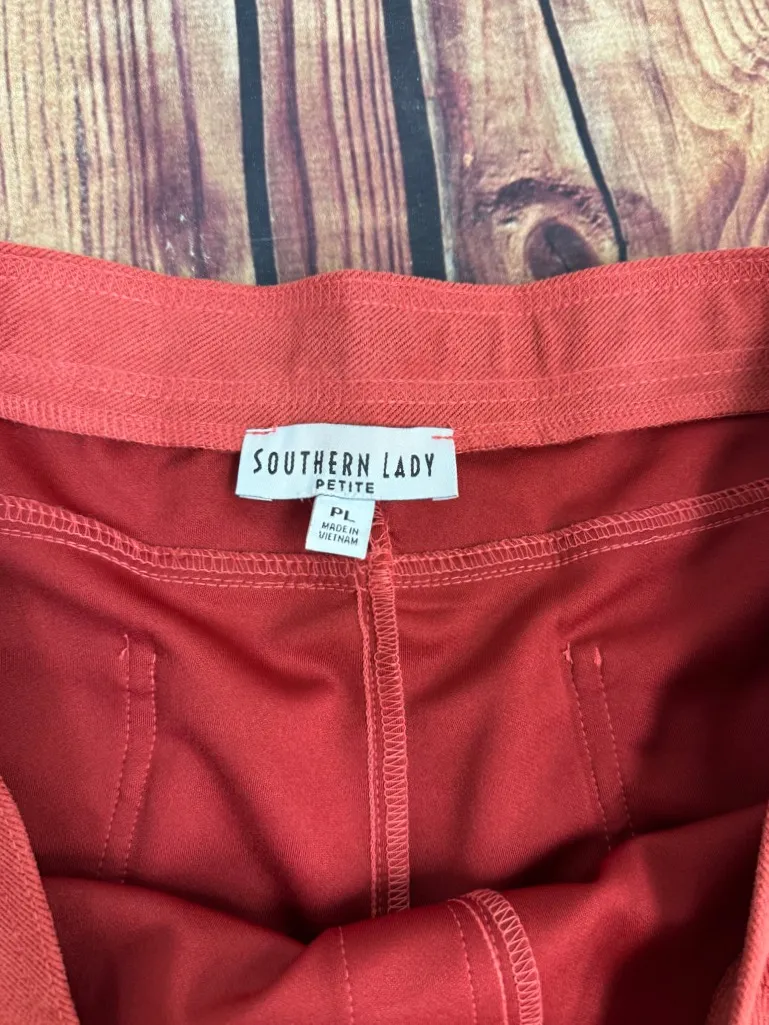 SOUTHERN LADY
PETITE
PL
MADE IN
VIETNAM